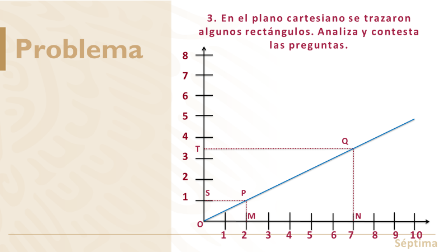 Problema
3. En el plano cartesiano se trazaron
algunos rectángulos. Analiza y contesta
las preguntas.
8
7
6
5
4
T
Q
3
2
S
P
1
O
M
N
1 2 3 4 5 6 7 8 9 10
Séptima